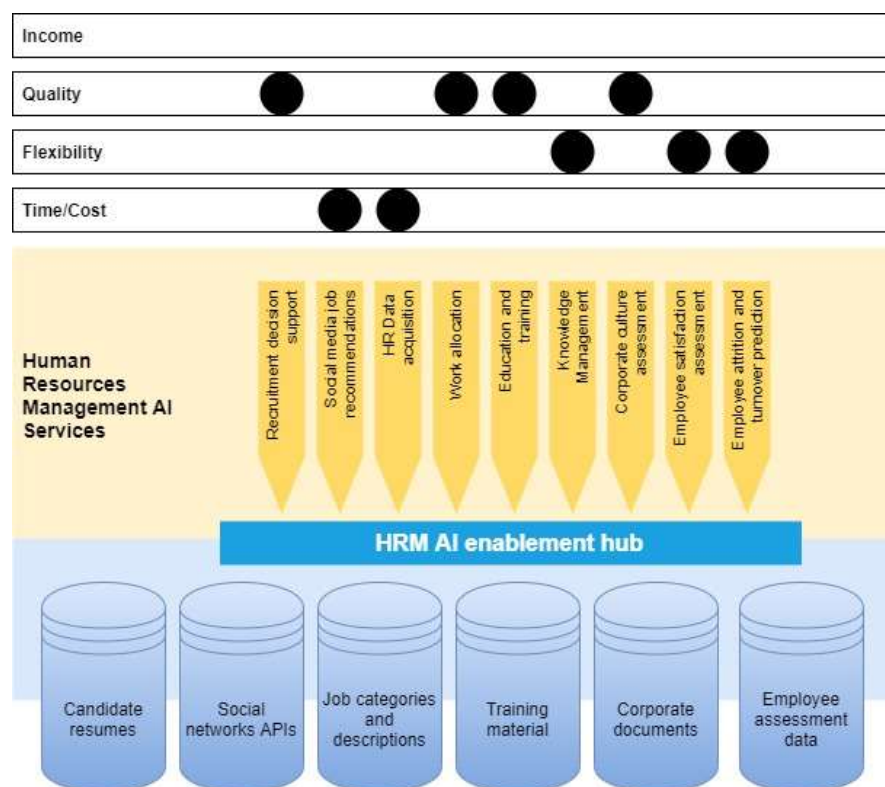 Income
Quality
Flexibility
Time/Cost
Human
Resources
Management AI
Services
Recruitment decision
support
Social media job
recommendations
HR Data
acquisition
Work allocation
Education and
training
Knowledge
Management
Corporate culture
assessment
Employee satisfaction
assessment
Employee attrition and
turnover prediction
HRM AI enablement hub
Candidate
resumes
Social
networks APIs
Job categories
and
descriptions
Training
material
Corporate
documents
Employee
assessment
data